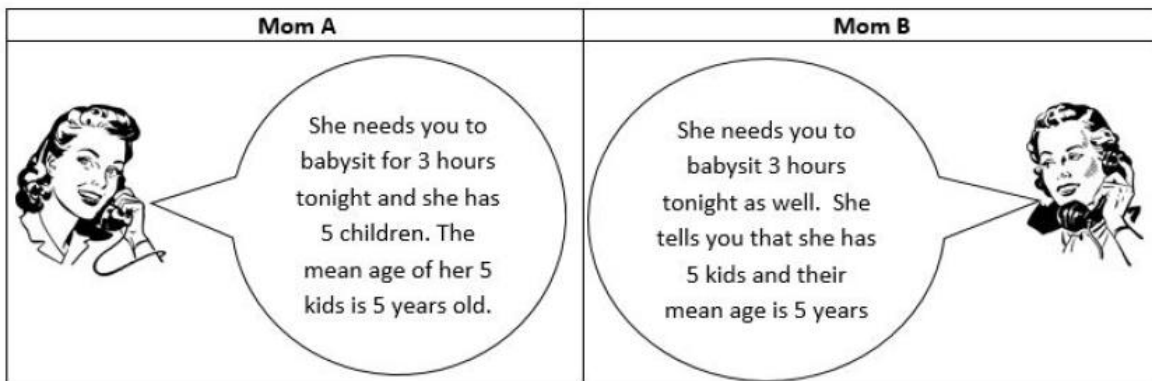 Mom A
She needs you to
babysit for 3 hours
tonight and she has
5 children. The
mean age of her 5
kids is 5 years old.
Mom B
She needs you to
babysit 3 hours
tonight as well.  She
tells you that she has
5 kids and their
mean age is 5 years